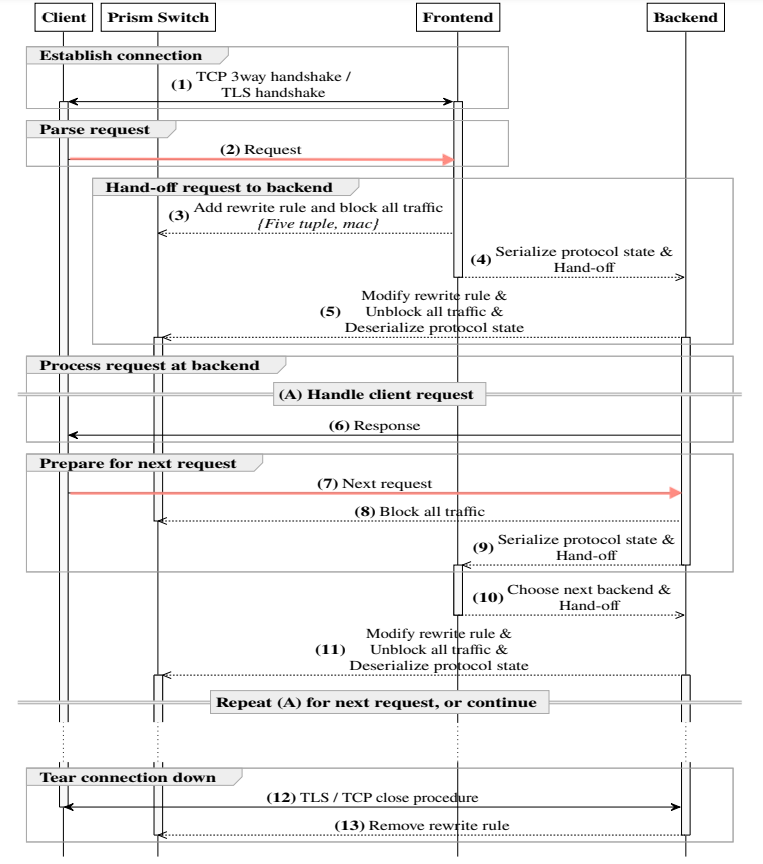 Client Prism Switch Frontend Backend
Establish connection
(1) TCP 3way handshake /
TLS handshake
Parse request
(2) Request
Hand-off request to backend
(3) Add rewrite rule and block all traffic
{Five tuple, mac}
(4) Serialize protocol state &
Hand-off
Modify rewrite rule &
(5) Unblock all traffic &
Deserialize protocol state
Process request at backend
(A) Handle client request
(6) Response
Prepare for next request
(7) Next request
(8) Block all traffic
(9) Serialize protocol state &
Hand-off
(10) Choose next backend &
Hand-off
Modify rewrite rule &
(11) Unblock all traffic &
Deserialize protocol state
Repeat (A) for next request, or continue
Tear connection down
(12) TLS / TCP close procedure
(13) Remove rewrite rule